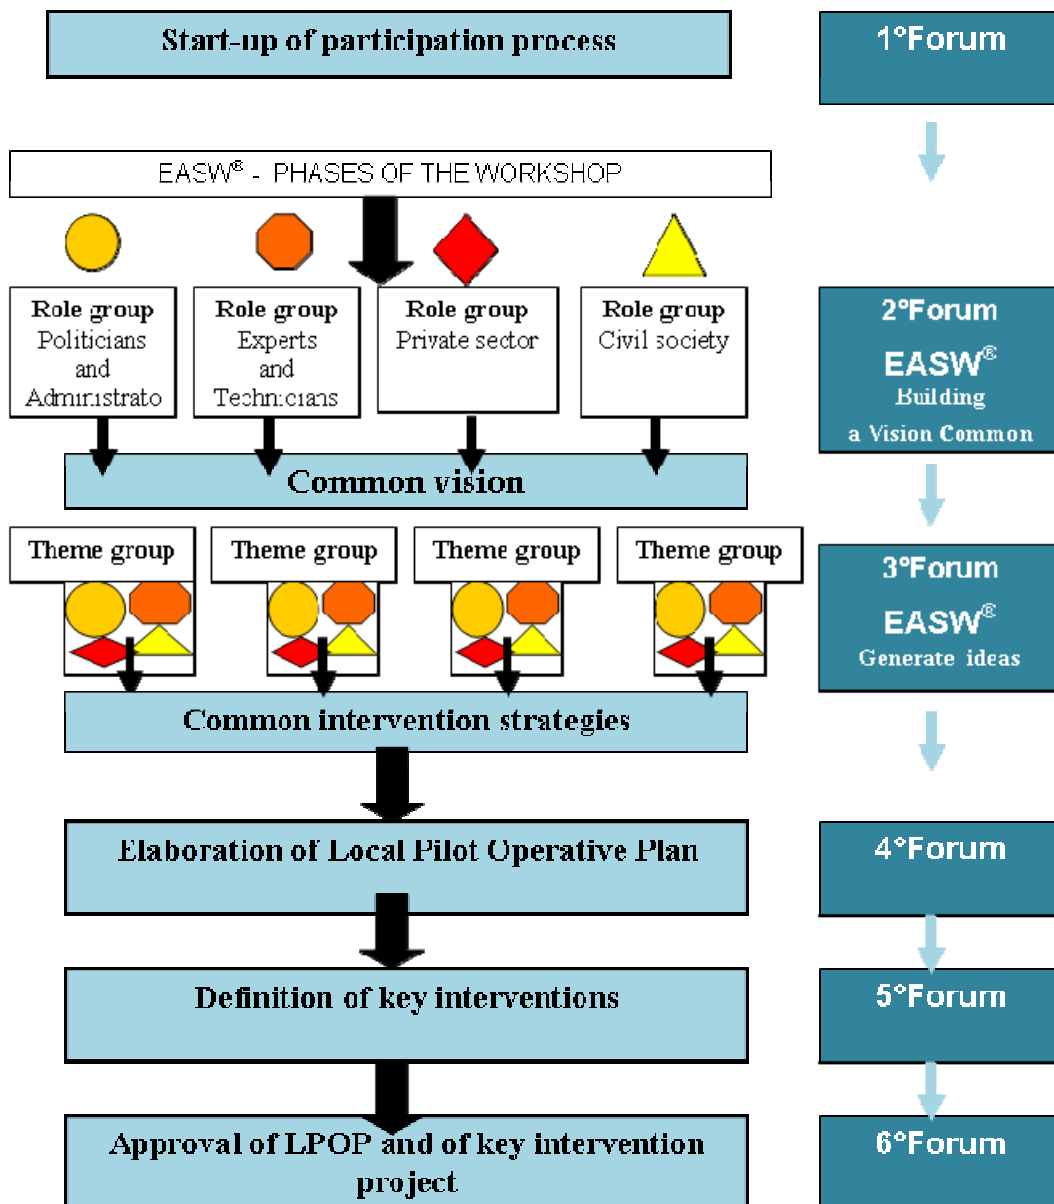 Start-up of participation process
1°Forum
EASW® - PHASES OF THE WORKSHOP
Role group
Politicians
and
Administrato
Role group
Experts
and
Technicians
Role group
Private sector
Role group
Civil society
2°Forum
EASW®
Building
a Vision Common
Common vision
Theme group
Theme group
Theme group
Theme group
3°Forum
EASW®
Generate ideas
Common intervention strategies
Elaboration of Local Pilot Operative Plan
4°Forum
Definition of key interventions
5°Forum
Approval of LPOP and of key intervention
project
6°Forum